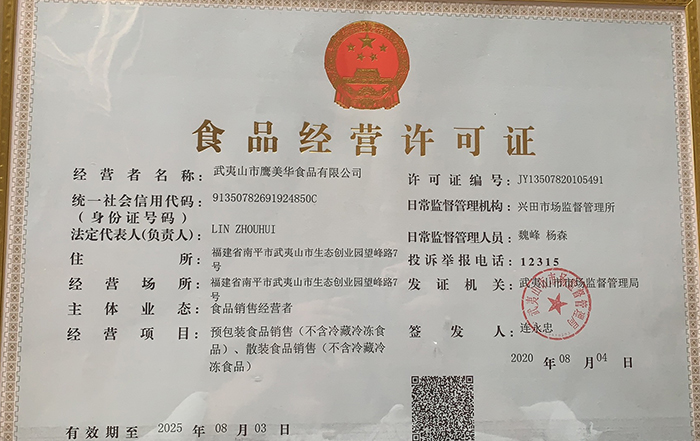 食品经营许可证
经营者名称：武夷山市鹰美华食品有限公司
许可证编号：JY13507820105491
统一社会信用代码：91350782691924850C
（身份证号码）
日常监督管理机构：兴田市场监督管理所
法定代表人(负责人)：LIN ZHOUHUI
日常监督管理人员：魏峰 杨森
住所：福建省南平市武夷山市生态创业园望峰路7
号
投诉举报电话：12315
经营场所：福建省南平市武夷山市生态创业园望峰路7
号
发证机关：武夷山市市场监督管理局
主体业态：食品销售经营者
经营项目：预包装食品销售（不含冷藏冷冻食
品）、散装食品销售（不含冷藏冷
冻食品）
签发人：连永忠
2020 年 08 月 04 日
有效期至 2025 年 08 月 03 日